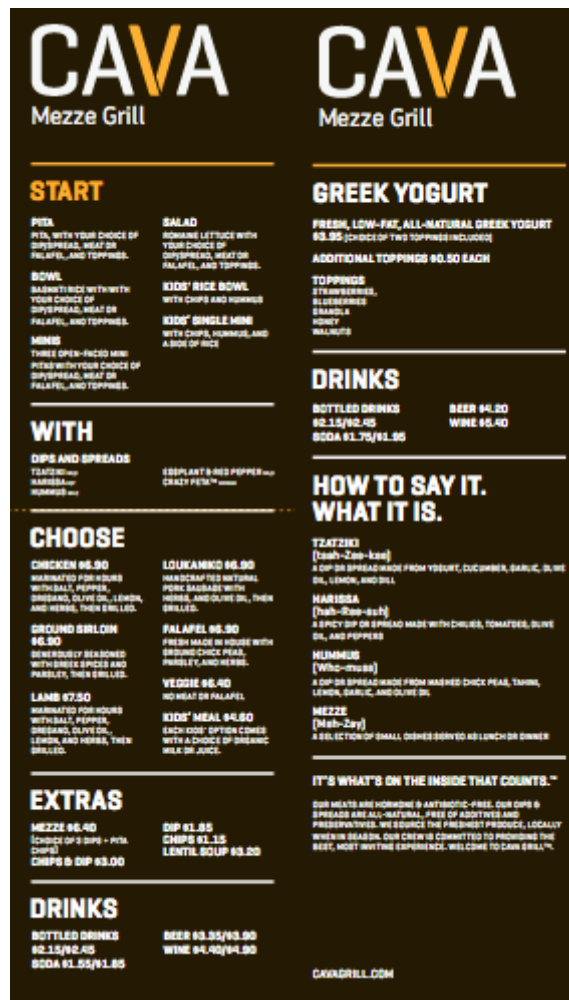 CAVA
Mezze Grill
START
PITA
PITA, WITH YOUR CHOICE OF
DIP/SPREAD, MEAT OR
FALAFEL, AND TOPPINGS.
BOWL
BASMATI RICE WITH WITH
YOUR CHOICE OF
DIP/SPREAD, MEAT OR
FALAFEL, AND TOPPINGS.
MINIS
THREE OPEN-FACED MINI
PITAS WITH YOUR CHOICE OF
DIP/SPREAD, MEAT OR
FALAFEL, AND TOPPINGS.
SALAD
ROMAINE LETTUCE WITH
YOUR CHOICE OF
DIP/SPREAD, MEAT OR
FALAFEL, AND TOPPINGS.
KIDS' RICE BOWL
WITH CHIPS AND HUMMUS
KIDS' SINGLE MINI
WITH CHIPS, HUMMUS, AND
A SIDE OF RICE
WITH
DIPS AND SPREADS
TZATZIKI
HARISSA
HUMMUS
EGGPLANT & RED PEPPER
CRAZY FETA™
CHOOSE
CHICKEN $6.90
MARINATED FOR HOURS
WITH SALT, PEPPER,
OREGANO, OLIVE OIL, LEMON,
AND HERBS, THEN GRILLED.
GROUND SIRLOIN
$6.90
GENEROUSLY SEASONED
WITH GREEK SPICES AND
PARSLEY, THEN GRILLED.
LAMB $7.50
MARINATED FOR HOURS
WITH SALT, PEPPER,
OREGANO, OLIVE OIL,
LEMON, AND HERBS, THEN
GRILLED.
LOUKANIKO $6.90
HANDCRAFTED NATURAL
PORK SAUSAGE WITH
HERBS, AND OLIVE OIL, THEN
GRILLED.
FALAFEL $6.90
FRESH MADE IN HOUSE WITH
GROUND CHICK PEAS,
PARSLEY, AND HERBS.
VEGGIE $6.40
NO MEAT OR FALAFEL
KIDS' MEAL $4.60
EACH KIDS' OPTION COMES
WITH A CHOICE OF ORGANIC
MILK OR JUICE.
EXTRAS
MEZZE $6.40
(CHOICE OF 3 DIPS + PITA
CHIPS)
CHIPS & DIP $3.00
DIP $1.85
CHIPS $1.15
LENTIL SOUP $3.20
DRINKS
BOTTLED DRINKS
$2.15/$2.45
SODA $1.55/$1.85
BEER $3.35/$3.90
WINE $4.40/$4.90
CAVA
Mezze Grill
GREEK YOGURT
FRESH, LOW-FAT, ALL-NATURAL GREEK YOGURT
$3.95 (CHOICE OF TWO TOPPINGS INCLUDED)
ADDITIONAL TOPPINGS $0.50 EACH
TOPPINGS
STRAWBERRIES,
BLUEBERRIES
GRANOLA
HONEY
WALNUTS
DRINKS
BOTTLED DRINKS
$2.15/$2.45
SODA $1.75/$1.95
BEER $4.20
WINE $5.40
HOW TO SAY IT.
WHAT IT IS.
TZATZIKI
(tsah-Zee-kee)
A DIP OR SPREAD MADE FROM YOGURT, CUCUMBER, GARLIC, OLIVE
OIL, LEMON, AND DILL
HARISSA
(hah-Ree-suh)
A SPICY DIP OR SPREAD MADE WITH CHILIES, TOMATOES, OLIVE
OIL, AND PEPPERS
HUMMUS
(Who-muss)
A DIP OR SPREAD MADE FROM MASHED CHICK PEAS, TAHINI,
LEMON, GARLIC, AND OLIVE OIL
MEZZE
(Meh-Zay)
A SELECTION OF SMALL DISHES SERVED AS LUNCH OR DINNER
IT'S WHAT'S ON THE INSIDE THAT COUNTS.™
OUR MEATS ARE HORMONE & ANTIBIOTIC-FREE. OUR DIPS &
SPREADS ARE ALL-NATURAL, FREE OF ADDITIVES AND
PRESERVATIVES. WE SOURCE THE FRESHEST PRODUCE, LOCALLY
WHEN IN SEASON. OUR CREW IS COMMITTED TO PROVIDING THE
BEST, MOST INVITING EXPERIENCE. WELCOME TO CAVA GRILL™.
CAVAGRILL.COM